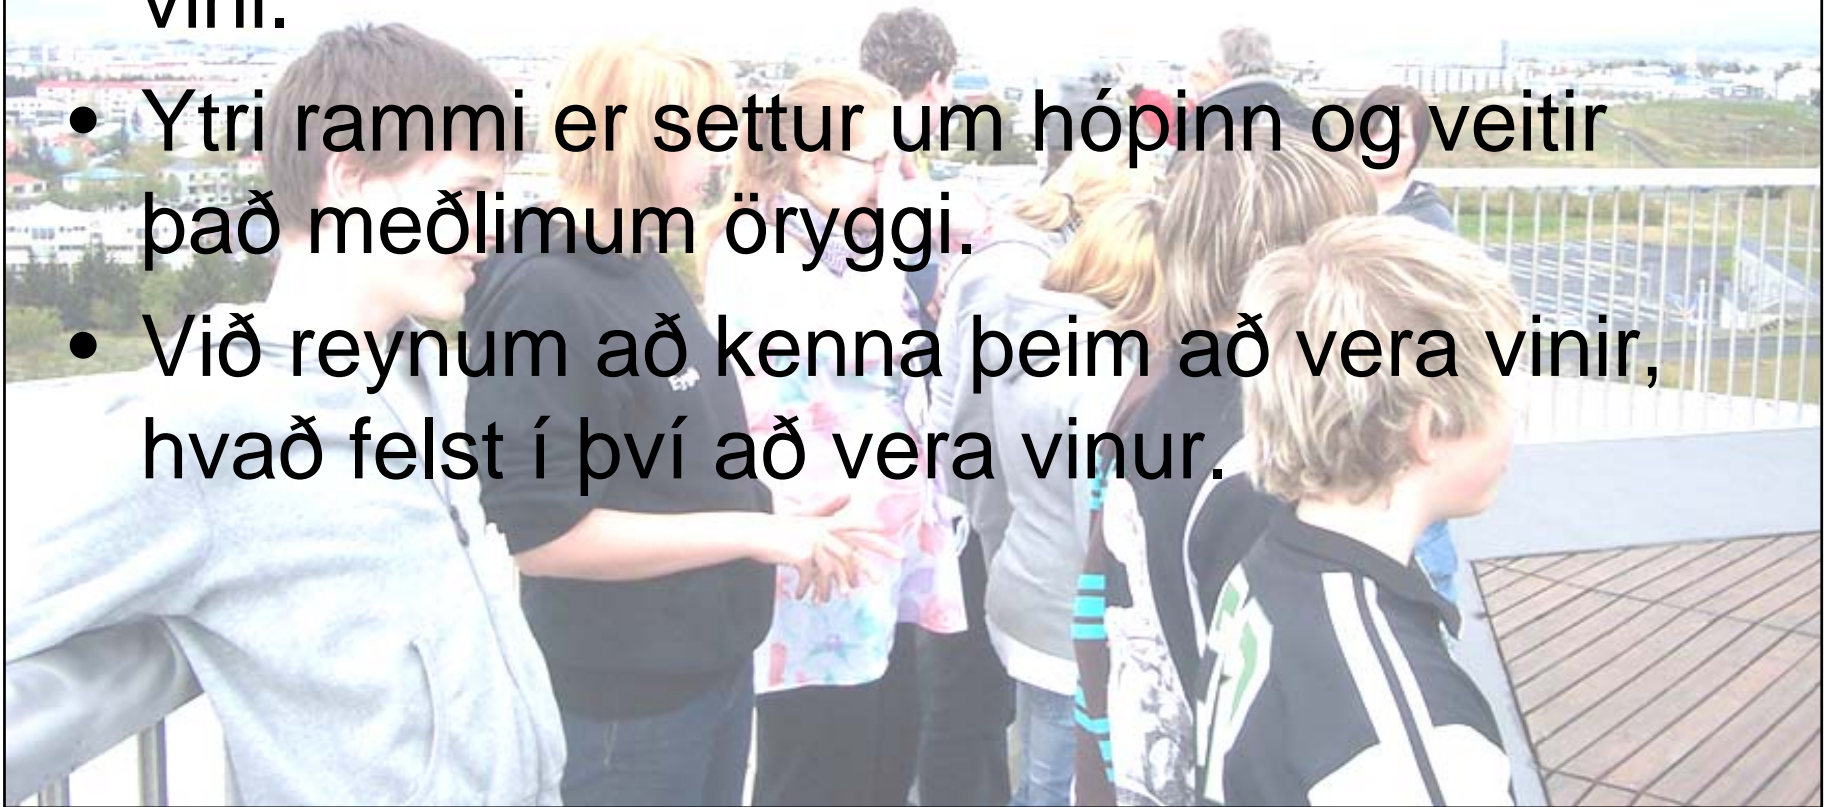 vini.
• Ytri rammi er settur um hópinn og veitir
það meðlimum öryggi.
• Við reynum að kenna þeim að vera vinir,
hvað felst í því að vera vinur.